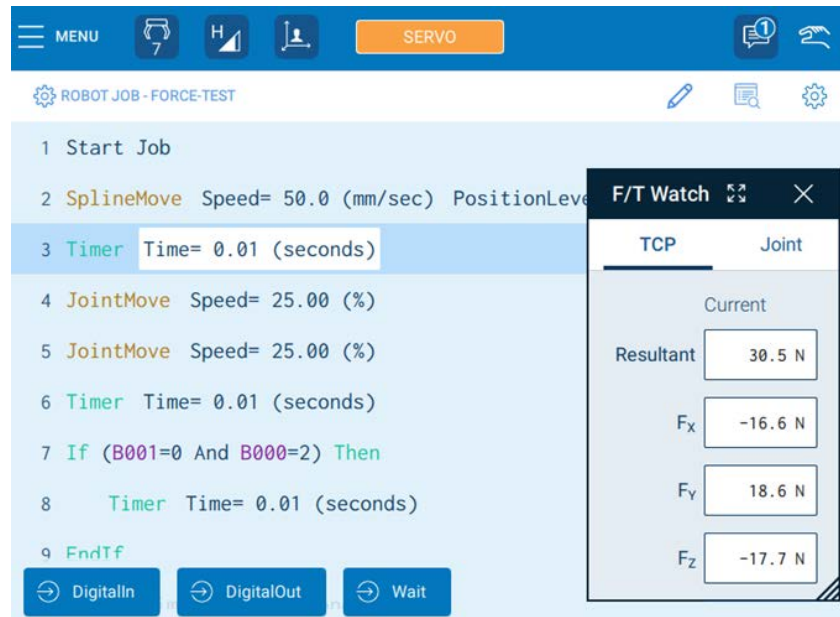 MENU 7 H SERVO 1
ROBOT JOB - FORCE-TEST
1 Start Job
2 SplineMove Speed= 50.0 (mm/sec) PositionLeve
3 Timer Time= 0.01 (seconds)
4 JointMove Speed= 25.00 (%)
5 JointMove Speed= 25.00 (%)
6 Timer Time= 0.01 (seconds)
7 If (B001=0 And B000=2) Then
8 Timer Time= 0.01 (seconds)
9 EndIf
DigitalIn DigitalOut Wait
F/T Watch
TCP Joint
Current
Resultant 30.5 N
FX -16.6 N
FY 18.6 N
FZ -17.7 N